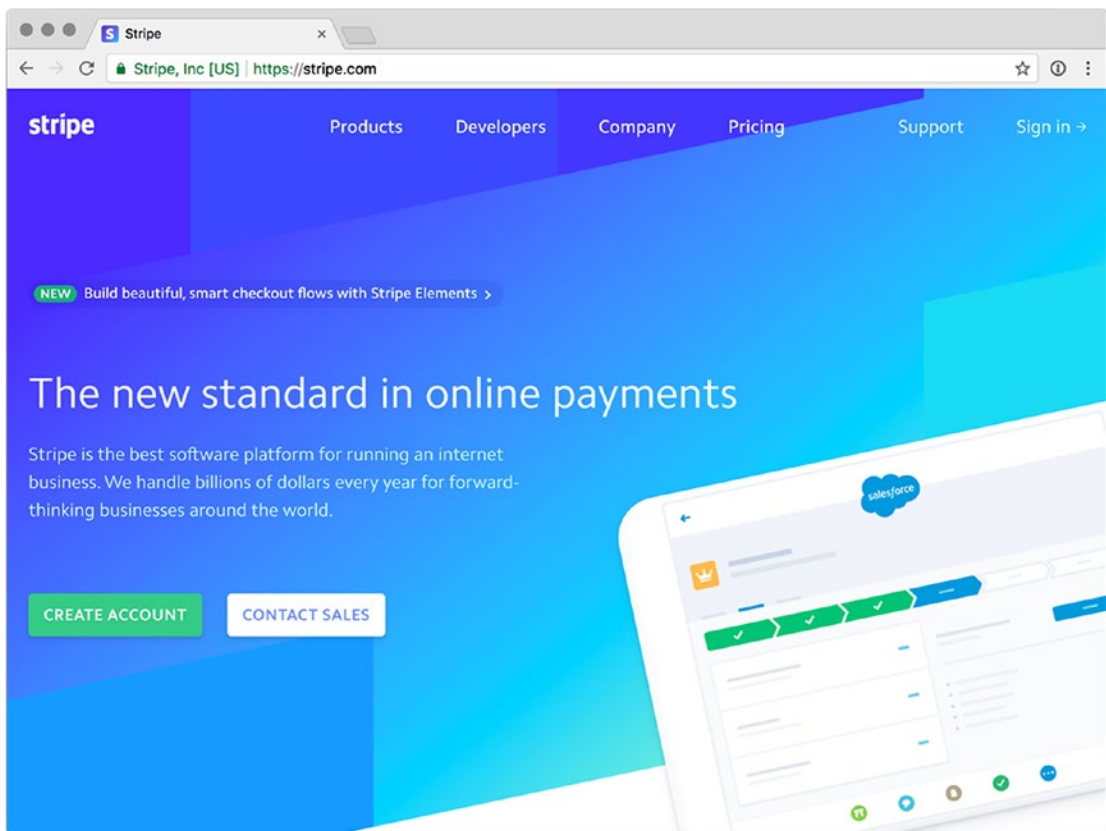 Stripe
Stripe, Inc [US] https://stripe.com
stripe
Products Developers Company Pricing Support Sign in →
NEW Build beautiful, smart checkout flows with Stripe Elements >
The new standard in online payments
Stripe is the best software platform for running an internet
business. We handle billions of dollars every year for forward-
thinking businesses around the world.
CREATE ACCOUNT CONTACT SALES
salesforce